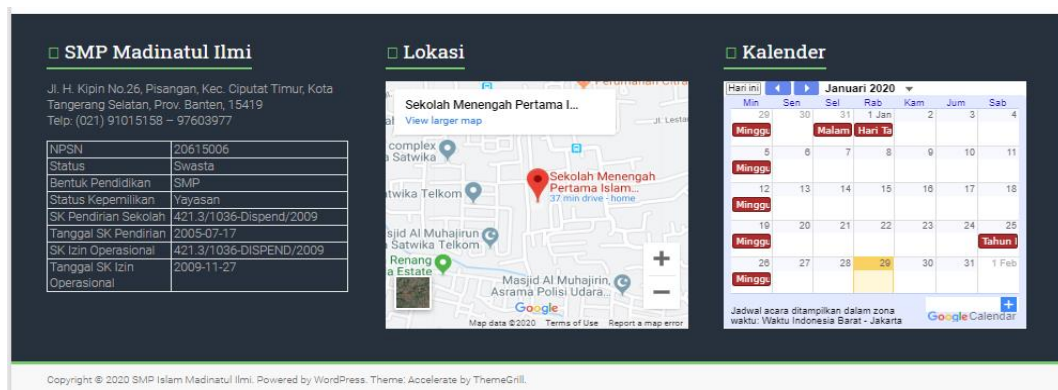 SMP Madinatul Ilmi
Jl. H. Kipin No.26, Pisangan, Kec. Ciputat Timur, Kota
Tangerang Selatan, Prov. Banten, 15419
Telp: (021) 91015158 – 97603977
NPSN 20615006
Status Swasta
Bentuk Pendidikan SMP
Status Kepemilikan Yayasan
SK Pendirian Sekolah 421.3/1036-Dispend/2009
Tanggal SK Pendirian 2005-07-17
SK Izin Operasional 421.3/1036-DISPEND/2009
Tanggal SK Izin 2009-11-27
Operasional
Lokasi
Sekolah Menengah Pertama I...
View larger map
Jl. Lestar
complex
a Satwika
Sekolah Menengah
Pertama Islam...
37 min drive - home
atwika Telkom
sjid Al Muhajirun
Satwika Telkom
Renang
a Estate
Masjid Al Muhajirin,
Asrama Polisi Udara...
+
−
Google
Map data ©2020 Terms of Use Report a map error
Kalender
Hari ini Januari 2020
Min Sen Sel Rab Kam Jum Sab
29 30 31 1 Jan 2 3 4
Minggu Malam Hari Ta
5 6 7 8 9 10 11
Minggu
12 13 14 15 16 17 18
Minggu
19 20 21 22 23 24 25
Minggu Tahun I
26 27 28 29 30 31 1 Feb
Minggu
Jadwal acara ditampilkan dalam zona
waktu: Waktu Indonesia Barat - Jakarta
Google Calendar
+
Copyright © 2020 SMP Islam Madinatul Ilmi. Powered by WordPress. Theme: Accelerate by ThemeGrill.